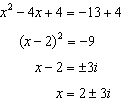 x² − 4x + 4 = −13 + 4
(x − 2)² = −9
x − 2 = ±3i
x = 2 ± 3i